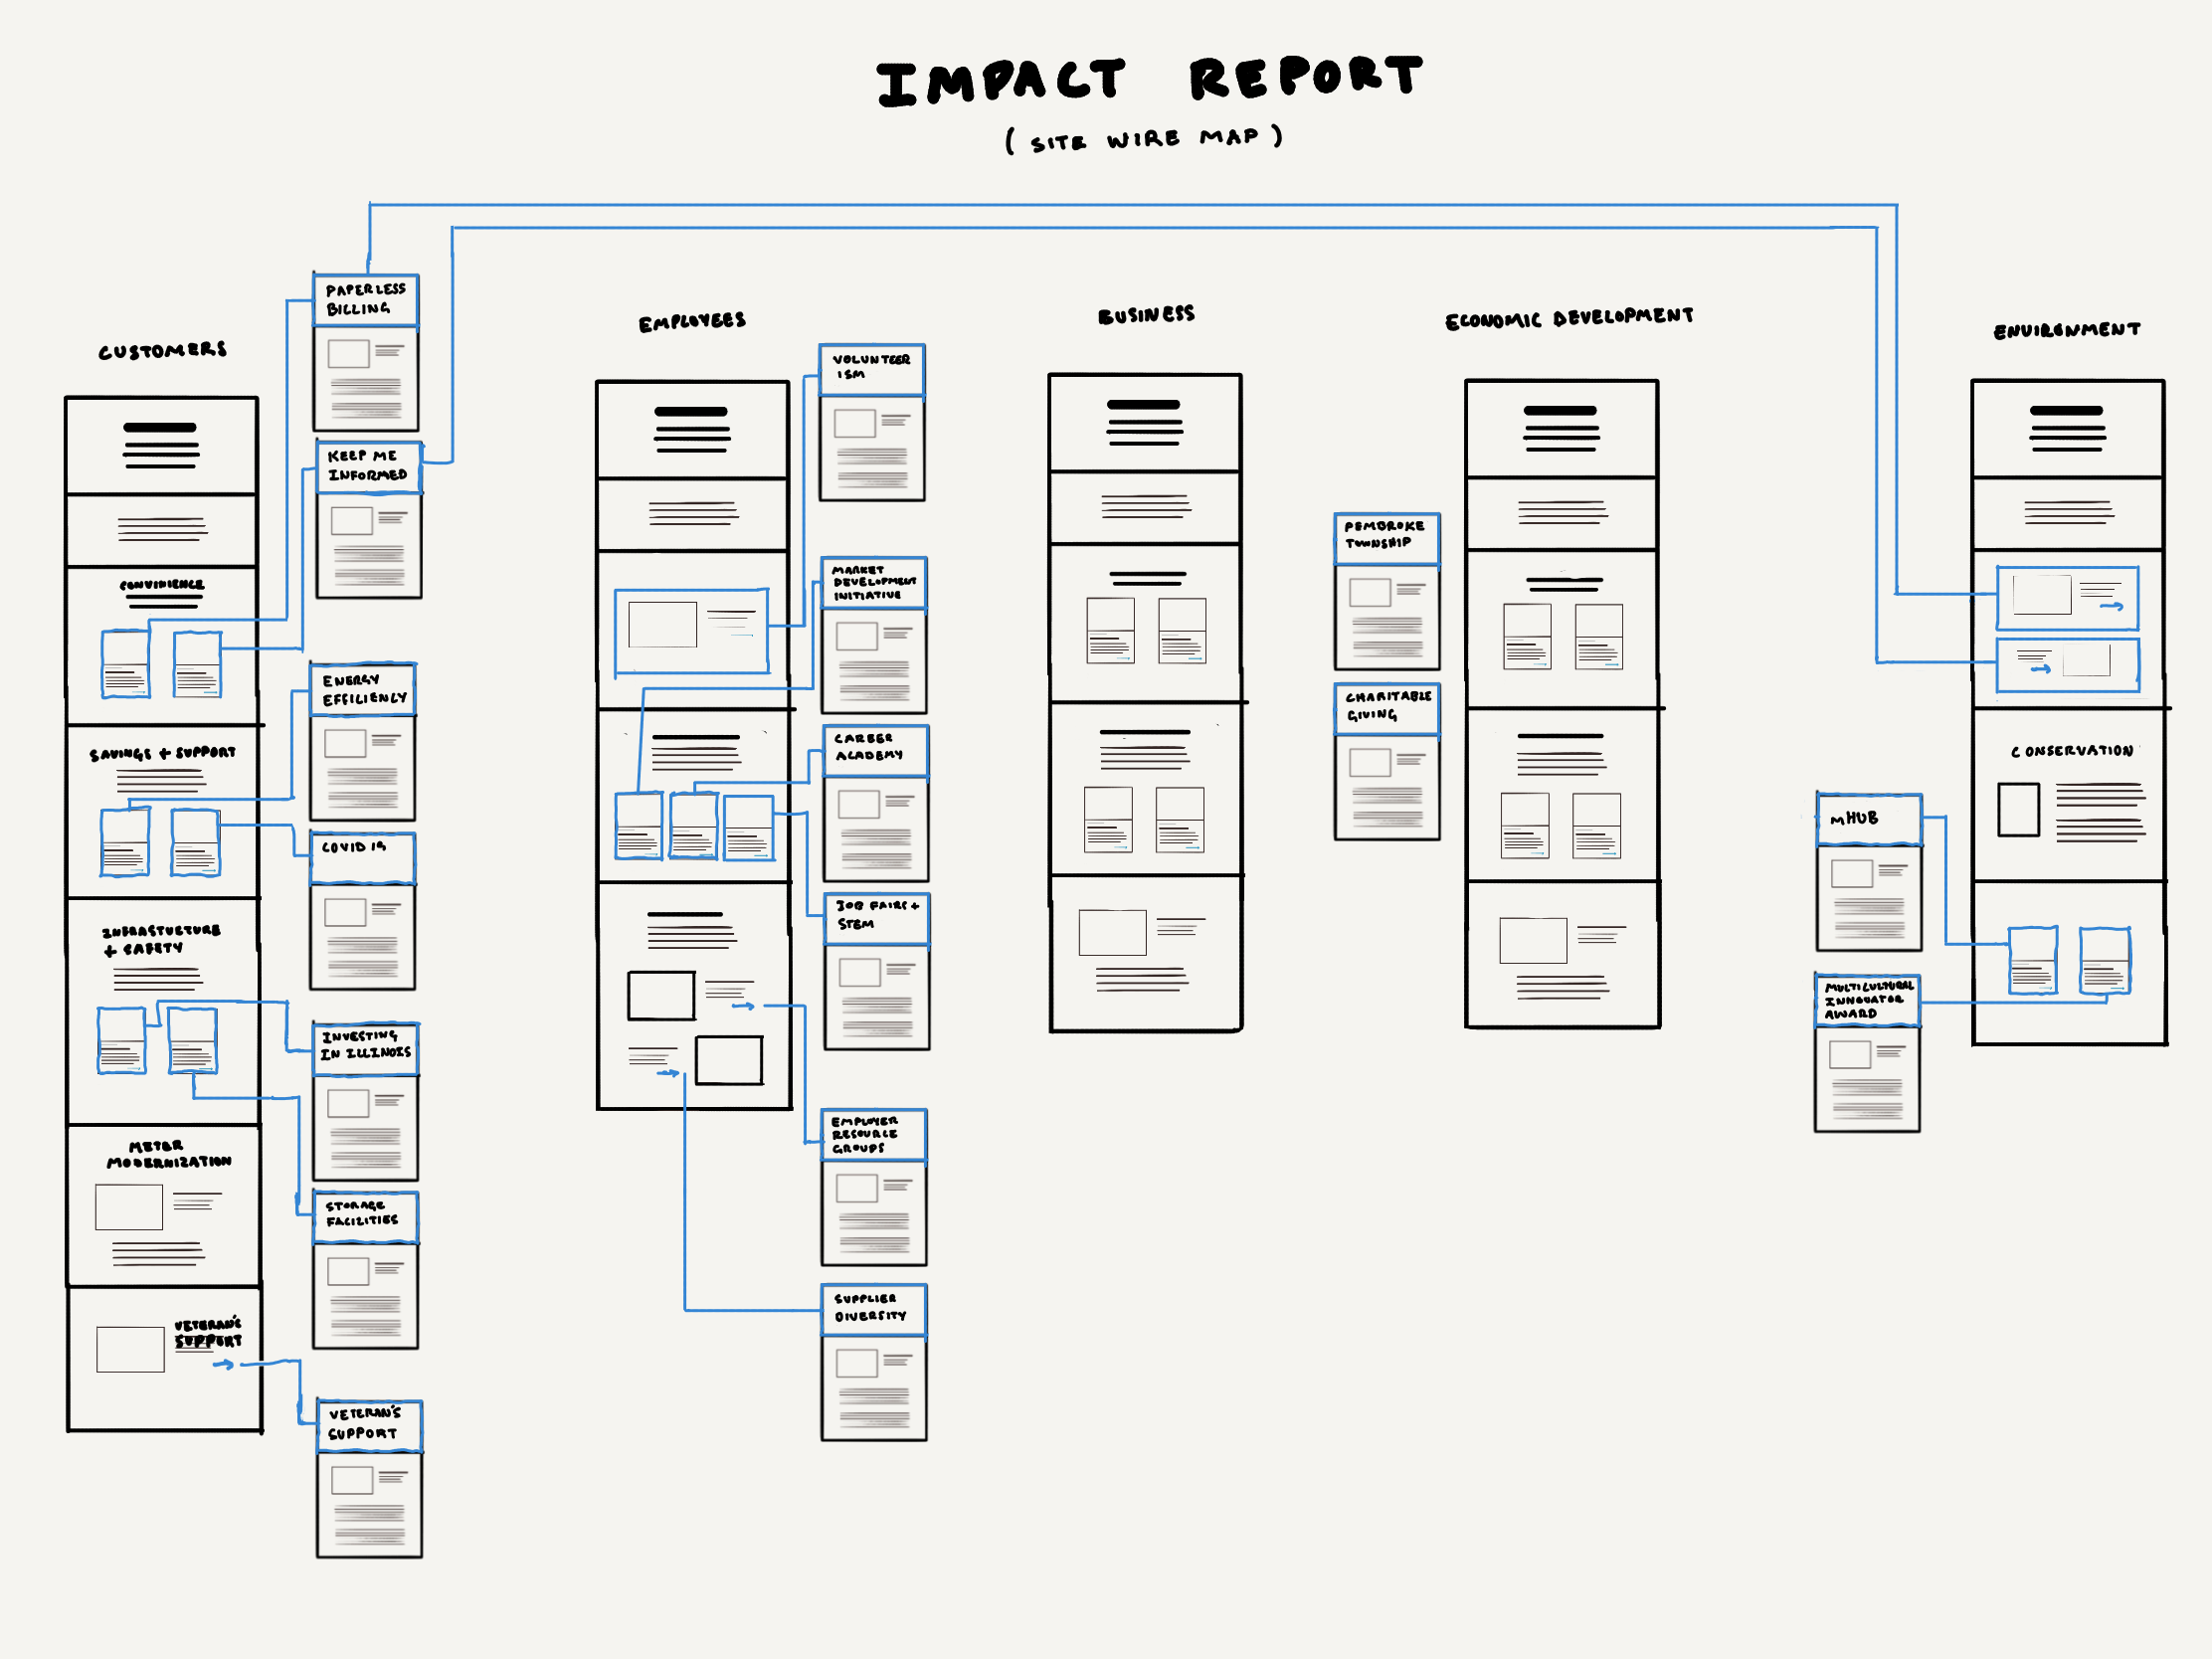 IMPACT REPORT
( SITE WIRE MAP )
CUSTOMERS
CONVINIENCE
SAVINGS + SUPPORT
INFRASTUCTURE
+ SAFETY
METER
MODERNIZATION
VETERAN'S
SUPPORT
PAPERLESS
BILLING
KEEP ME
INFORMED
ENERGY
EFFILIENCY
COVID 19
INVESTING
IN ILLINOIS
STORAGE
FACILITIES
VETERAN'S
SUPPORT
EMPLOYEES
VOLUNTEER
ISM
MARKET
DEVELOPMENT
INITIATIVE
CAREER
ACADEMY
JOB FAIRS +
STEM
EMPLOYER
RESOURCE
GROUPS
SUPPLIER
DIVERSITY
BUSINESS
ECONOMIC DEVELOPMENT
PEMBROKE
TOWNSHIP
CHARITABLE
GIVING
ENVIRONMENT
CONSERVATION
mHUB
MULTICULTURAL
INNOVATOR
AWARD